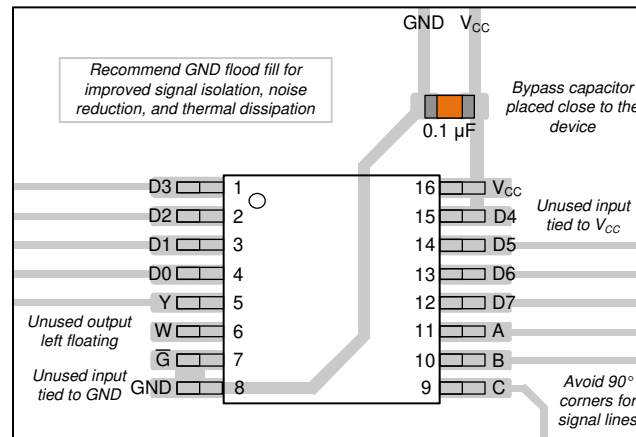 GND VCC
Recommend GND flood fill for
improved signal isolation, noise
reduction, and thermal dissipation
Bypass capacitor
placed close to the
device
0.1 µF
D3 1 16 VCC
D2 2 15 D4
Unused input
tied to VCC
D1 3 14 D5
D0 4 13 D6
Y 5 12 D7
Unused output
left floating
W 6 11 A
G̅ 7 10 B
Unused input
tied to GND
GND 8 9 C
Avoid 90°
corners for
signal lines